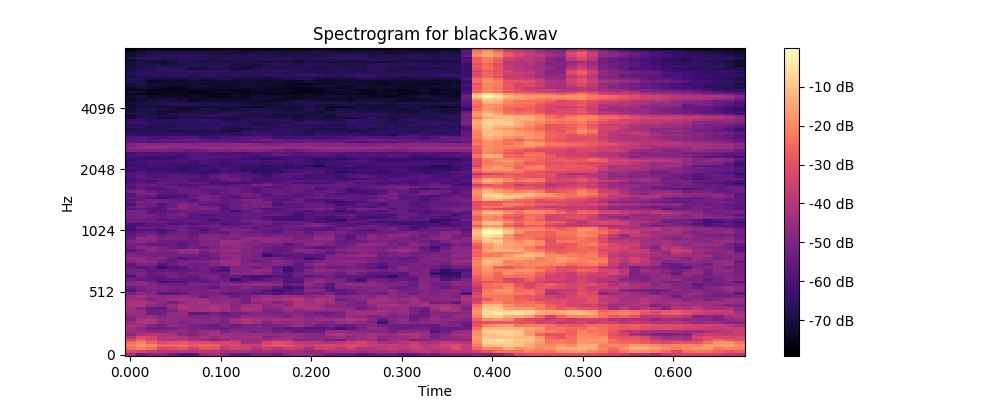 Spectrogram for black36.wav
Hz
4096
2048
1024
512
0
0.000 0.100 0.200 0.300 0.400 0.500 0.600
Time
-10 dB
-20 dB
-30 dB
-40 dB
-50 dB
-60 dB
-70 dB